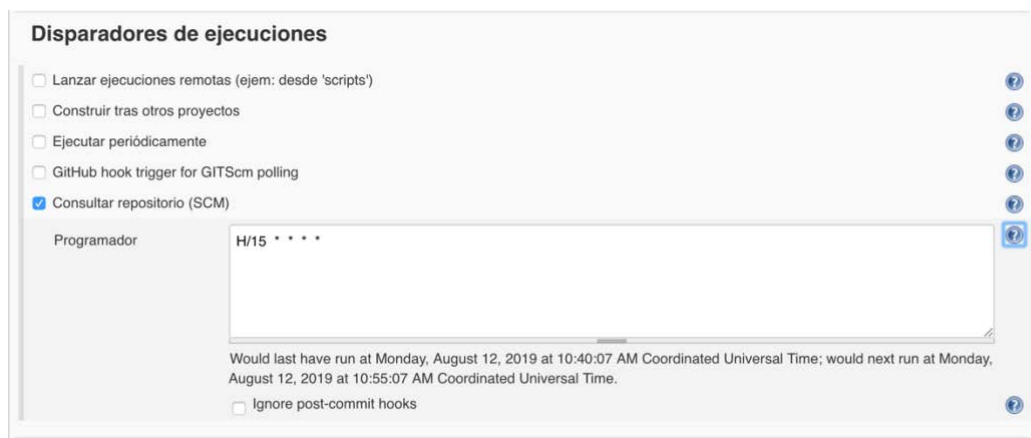 Disparadores de ejecuciones
Lanzar ejecuciones remotas (ejem: desde 'scripts')
Construir tras otros proyectos
Ejecutar periódicamente
GitHub hook trigger for GITScm polling
Consultar repositorio (SCM)
Programador
H/15 * * * *
Would last have run at Monday, August 12, 2019 at 10:40:07 AM Coordinated Universal Time; would next run at Monday,
August 12, 2019 at 10:55:07 AM Coordinated Universal Time.
Ignore post-commit hooks